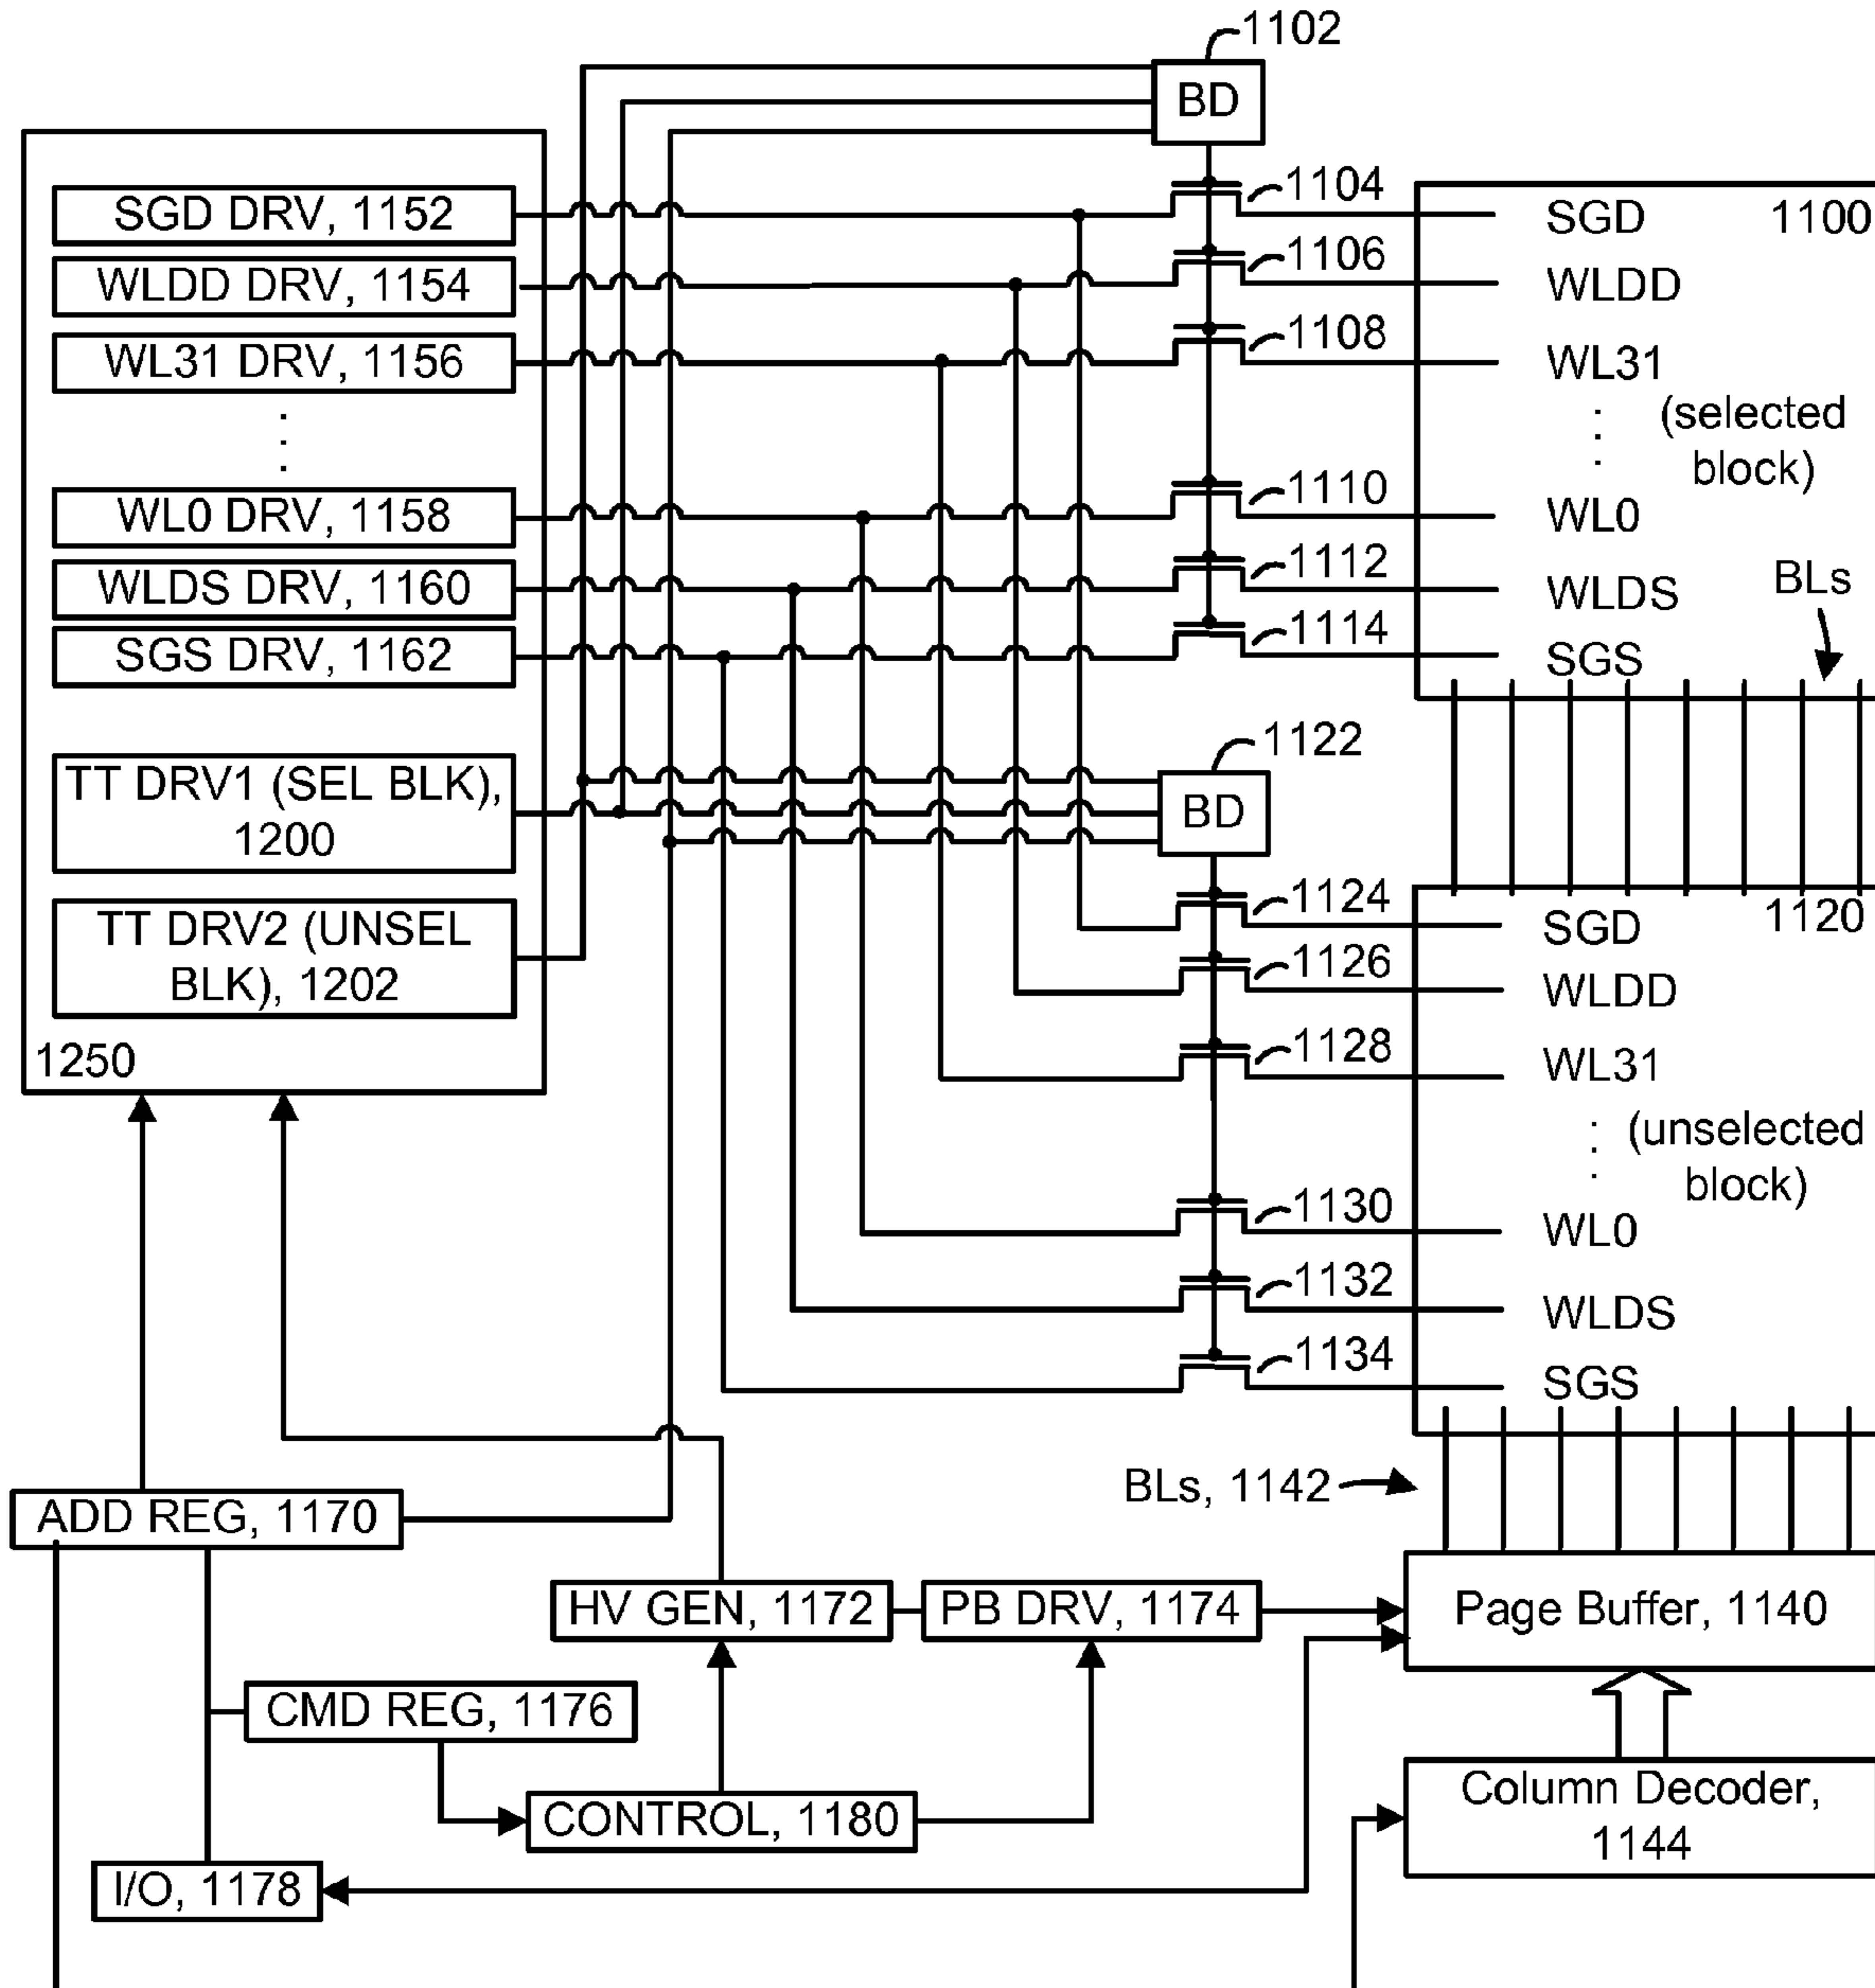 1102
BD
SGD DRV, 1152
WLDD DRV, 1154
WL31 DRV, 1156
WL0 DRV, 1158
WLDS DRV, 1160
SGS DRV, 1162
TT DRV1 (SEL BLK),
1200
TT DRV2 (UNSEL
BLK), 1202
1250
1104
1106
1108
1110
1112
1114
SGD
1100
WLDD
WL31
(selected
block)
WL0
WLDS
SGS
BLs
1122
BD
1124
1126
1128
1130
1132
1134
1120
SGD
WLDD
WL31
(unselected
block)
WL0
WLDS
SGS
BLs, 1142
ADD REG, 1170
HV GEN, 1172
PB DRV, 1174
Page Buffer, 1140
CMD REG, 1176
CONTROL, 1180
Column Decoder,
1144
I/O, 1178